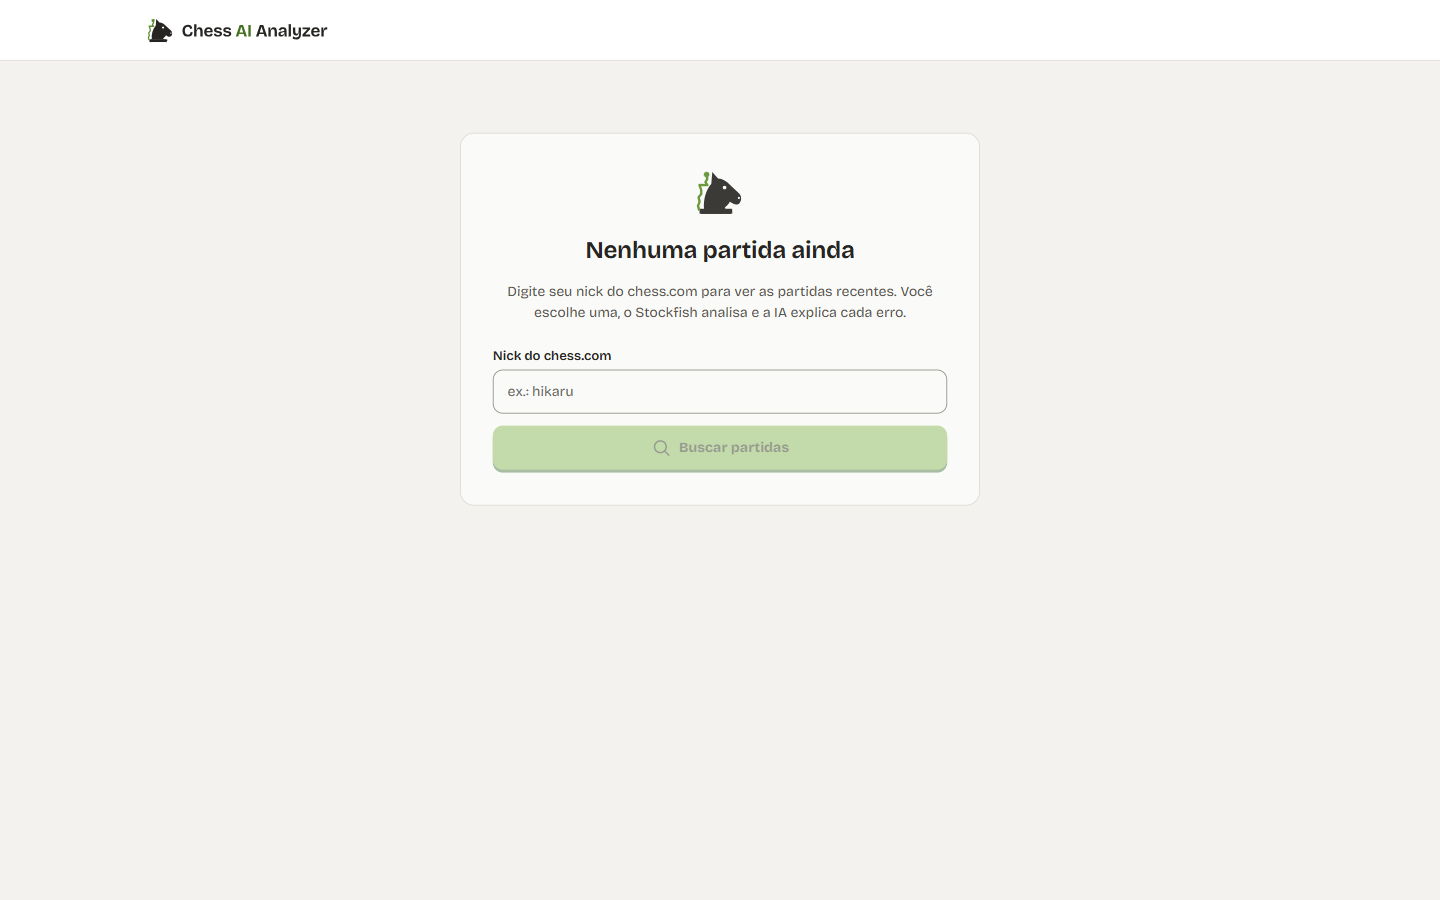 Chess AI Analyzer
Nenhuma partida ainda
Digite seu nick do chess.com para ver as partidas recentes. Você
escolhe uma, o Stockfish analisa e a IA explica cada erro.
Nick do chess.com
ex.: hikaru
Buscar partidas